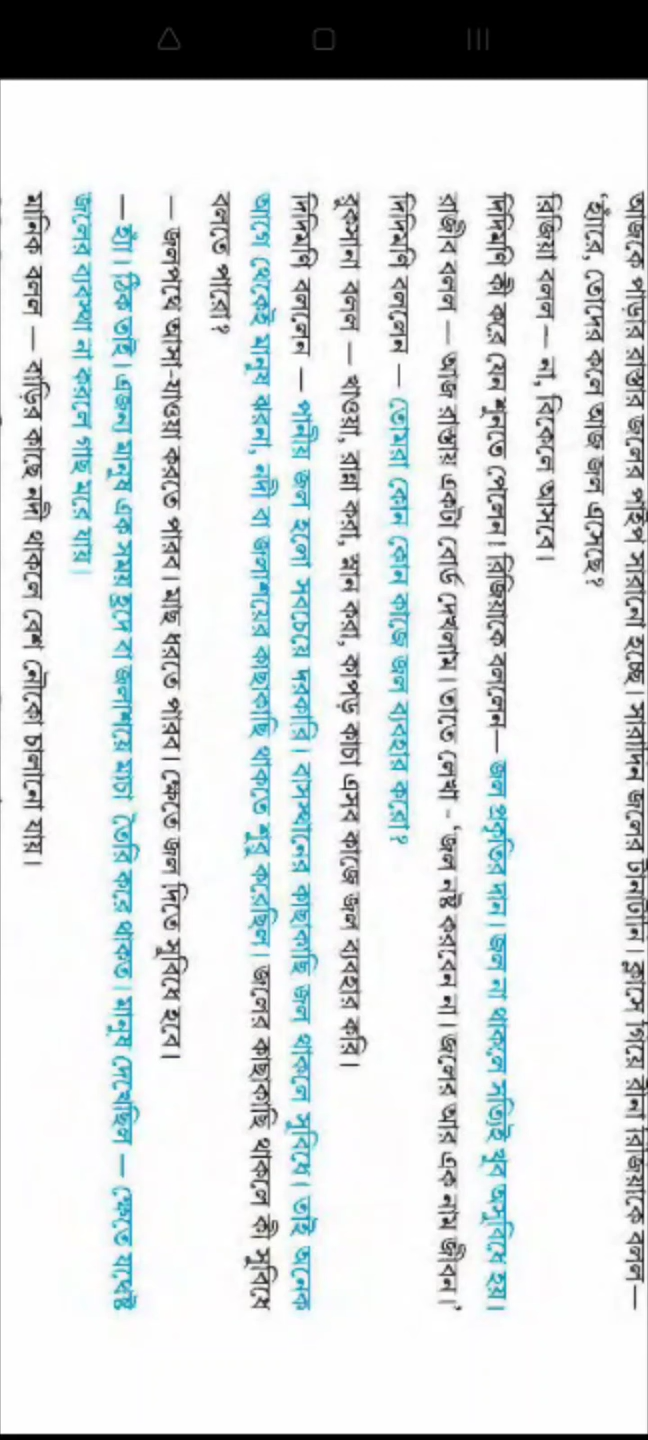 আজকে পাড়ার রাস্তার জলের পাইপ সারানো হচ্ছে। সারাদিন জলের টানাটানি। ক্লাসে গিয়ে রীনা রিজিয়াকে বলল—
'হ্যাঁরে, তোদের কলে আজ জল এসেছে?
রিজিয়া বলল — না, বিকেলে আসবে।
দিদিমণি কী করে যেন শুনতে পেলেন। রিজিয়াকে বললেন— জল প্রকৃতির দান। জল না থাকলে সত্যিই খুব অসুবিধে হয়।
রাজীব বলল — আজ রাস্তায় একটা বোর্ড দেখলাম। তাতে লেখা - 'জল নষ্ট করবেন না। জলের আর এক নাম জীবন।'
দিদিমণি বললেন — তোমরা কোন কোন কাজে জল ব্যবহার করো?
রুকসানা বলল — খাওয়া, রান্না করা, স্নান করা, কাপড় কাচা এসব কাজে জল ব্যবহার করি।
দিদিমণি বললেন — পানীয় জল হলো সবচেয়ে দরকারি। বাসস্থানের কাছাকাছি জল থাকলে সুবিধে। তাই অনেক
আগে থেকেই মানুষ ঝরনা, নদী বা জলাশয়ের কাছাকাছি থাকতে শুরু করেছিল। জলের কাছাকাছি থাকলে কী সুবিধে
বলতে পারো?
— জলপথে আসা-যাওয়া করতে পারব। মাছ ধরতে পারব। ক্ষেতে জল দিতে সুবিধে হবে।
— হ্যাঁ। ঠিক তাই। এজন্য মানুষ এক সময় হ্রদে বা জলাশয়ে মাচা তৈরি করে থাকত। মানুষ দেখেছিল — ক্ষেতে যথেষ্ট
জলের ব্যবস্থা না করলে গাছ মরে যায়।
মানিক বলল — বাড়ির কাছে নদী থাকলে বেশ নৌকো চালানো যায়।